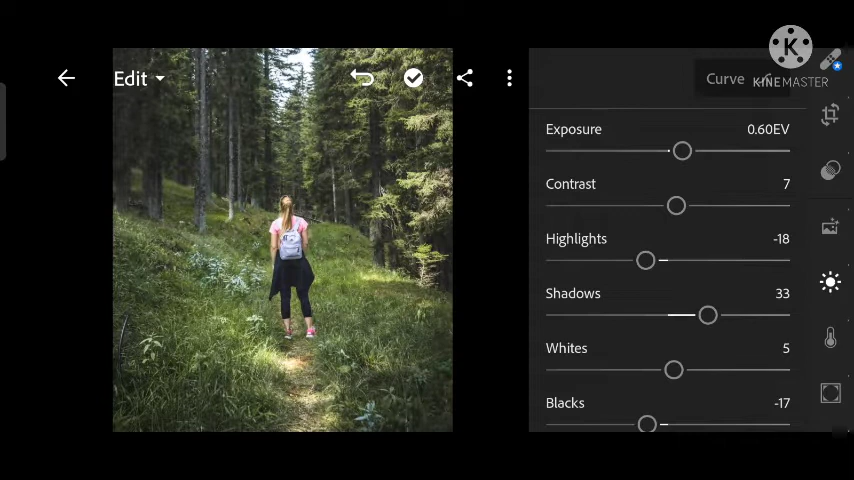 Edit
Curve
K
KINEMASTER
Exposure 0.60EV
Contrast 7
Highlights -18
Shadows 33
Whites 5
Blacks -17